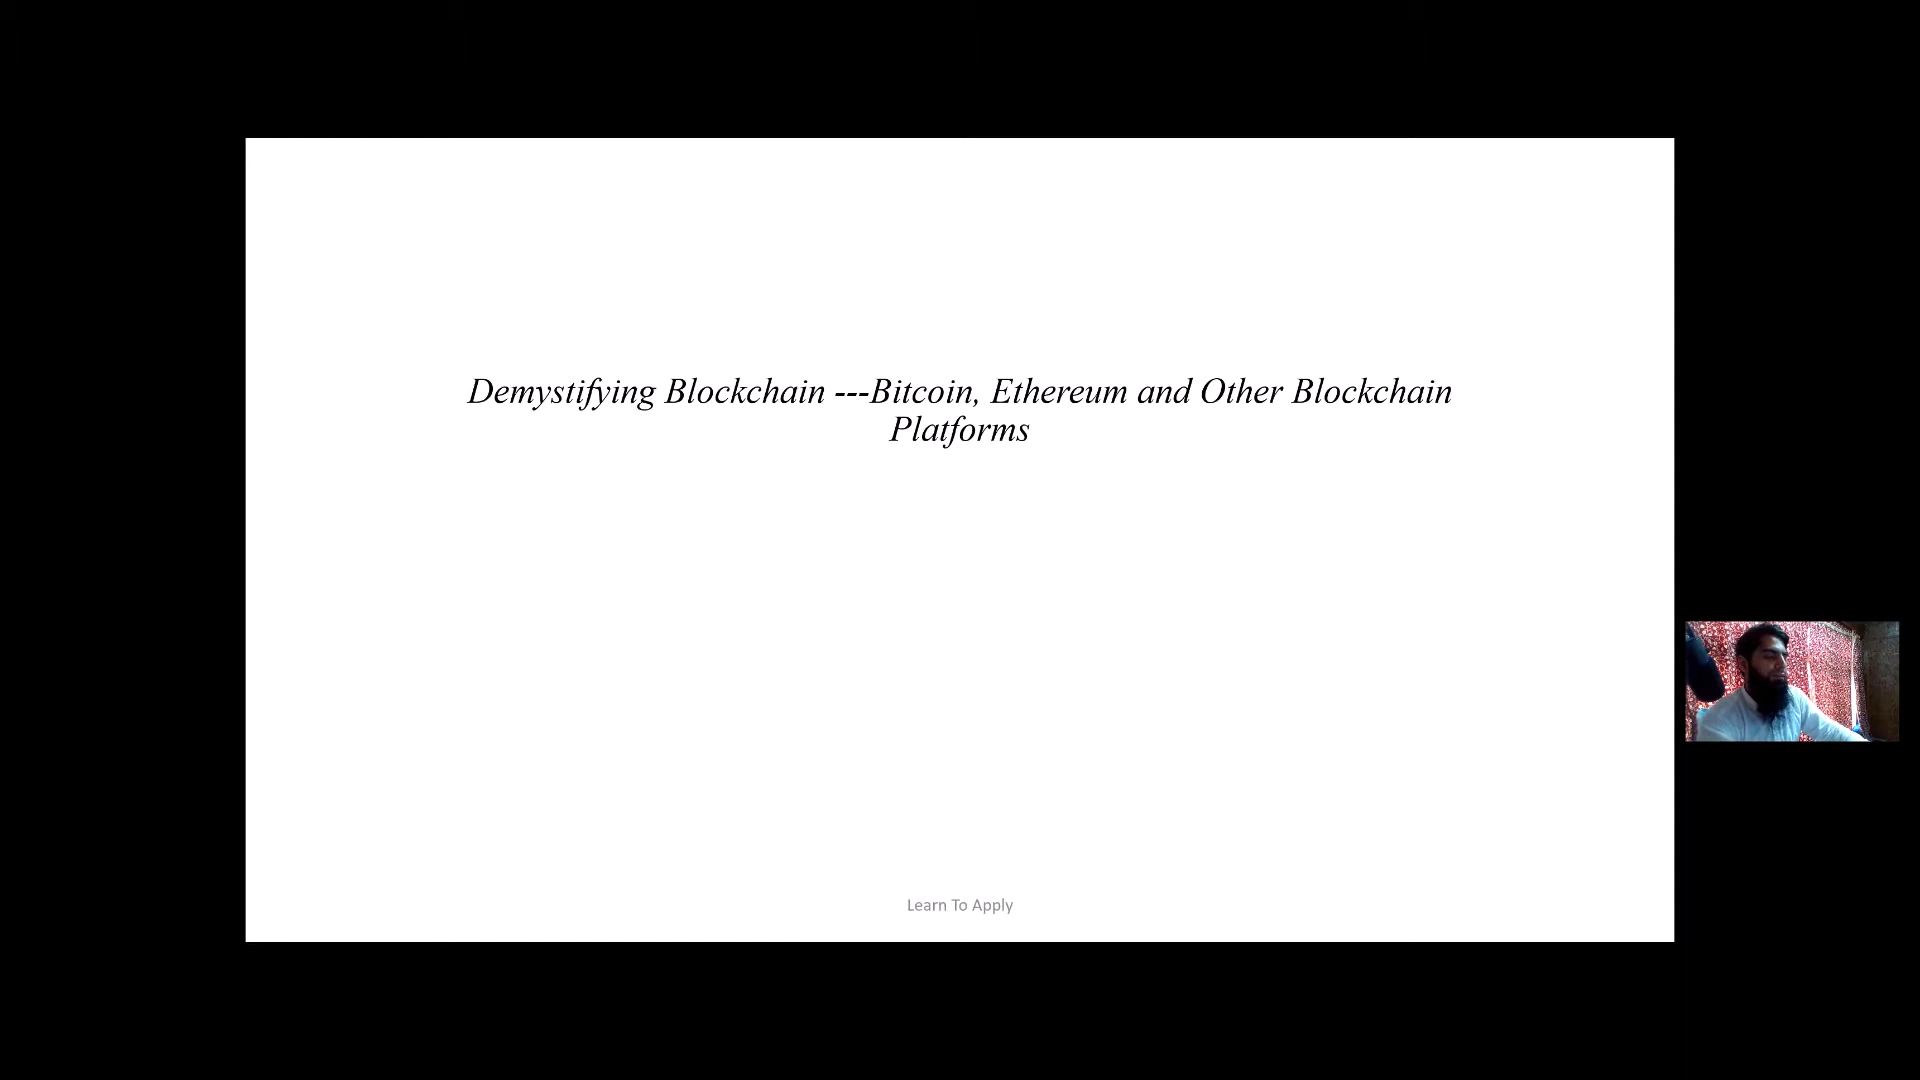 Demystifying Blockchain ---Bitcoin, Ethereum and Other Blockchain
Platforms
Learn To Apply